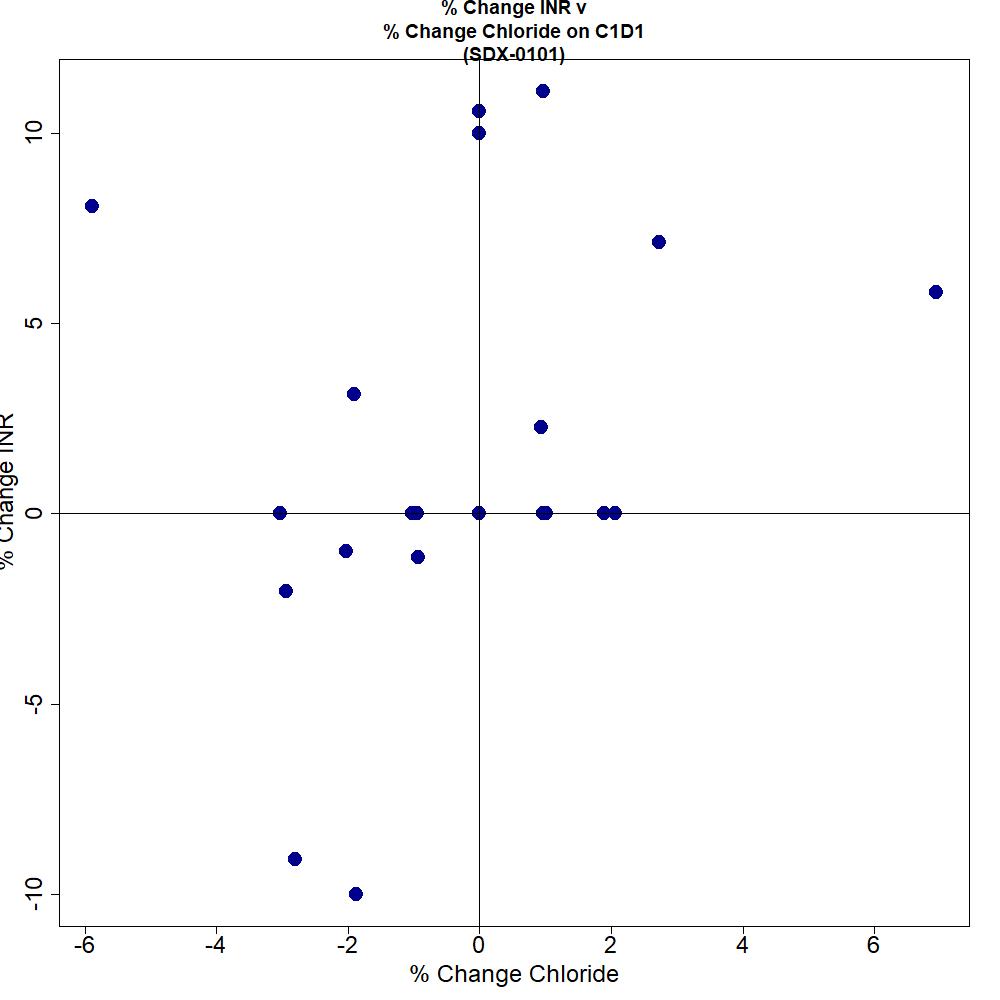 % Change INR v
% Change Chloride on C1D1
(SDX-0101)
10
5
0
-5
-10
% Change INR
-6
-4
-2
0
2
4
6
% Change Chloride